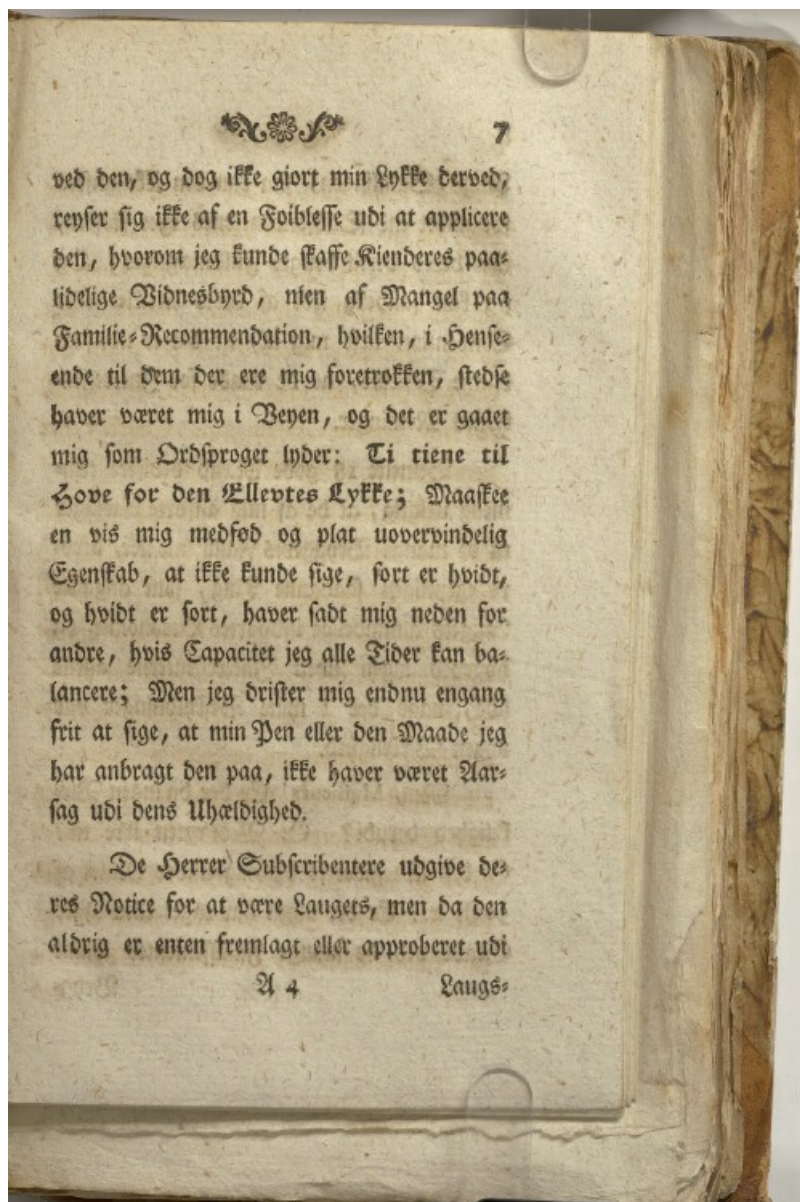 7
ved den, og dog ikke giort min Lykke derved,
reyser sig ikke af en Foiblesse udi at applicere
den, hvorom jeg kunde skaffe Kienderes paa-
lidelige Vidnesbyrd, men af Mangel paa
Familie-Recommendation, hvilken, i Hense-
ende til dem der ere mig foretrokken, stedse
haver været mig i Veyen, og det er gaaet
mig som Ordsproget lyder: Ti tiene til
Hove for den Ellevtes Lykke; Maaskee
en vis mig medfød og plat uovervindelig
Egenskab, at ikke kunde sige, sort er hvidt,
og hvidt er sort, haver sadt mig neden for
andre, hvis Capacitet jeg alle Tider kan ba-
lancere; Men jeg drister mig endnu engang
frit at sige, at min Pen eller den Maade jeg
har anbragt den paa, ikke haver været Aar-
sag udi dens Uhældighed.
De Herrer Subscribentere udgive de-
res Notice for at være Laugets, men da den
aldrig er enten fremlagt eller approberet udi
A 4 Laugs-